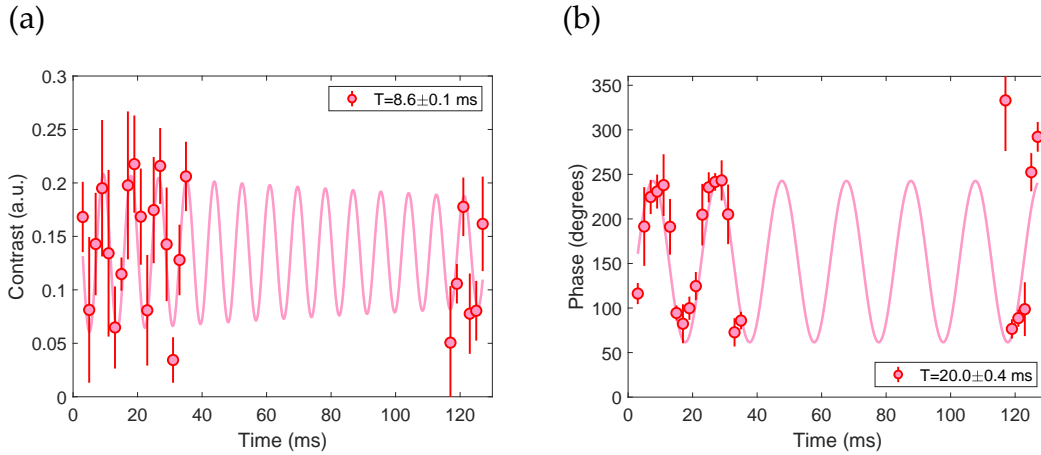 (a)
(b)
0.3
0.25
0.2
0.15
0.1
0.05
0
Contrast (a.u.)
T=8.6±0.1 ms
0 20 40 60 80 100 120
Time (ms)
350
300
250
200
150
100
50
0
Phase (degrees)
T=20.0±0.4 ms
0 20 40 60 80 100 120
Time (ms)